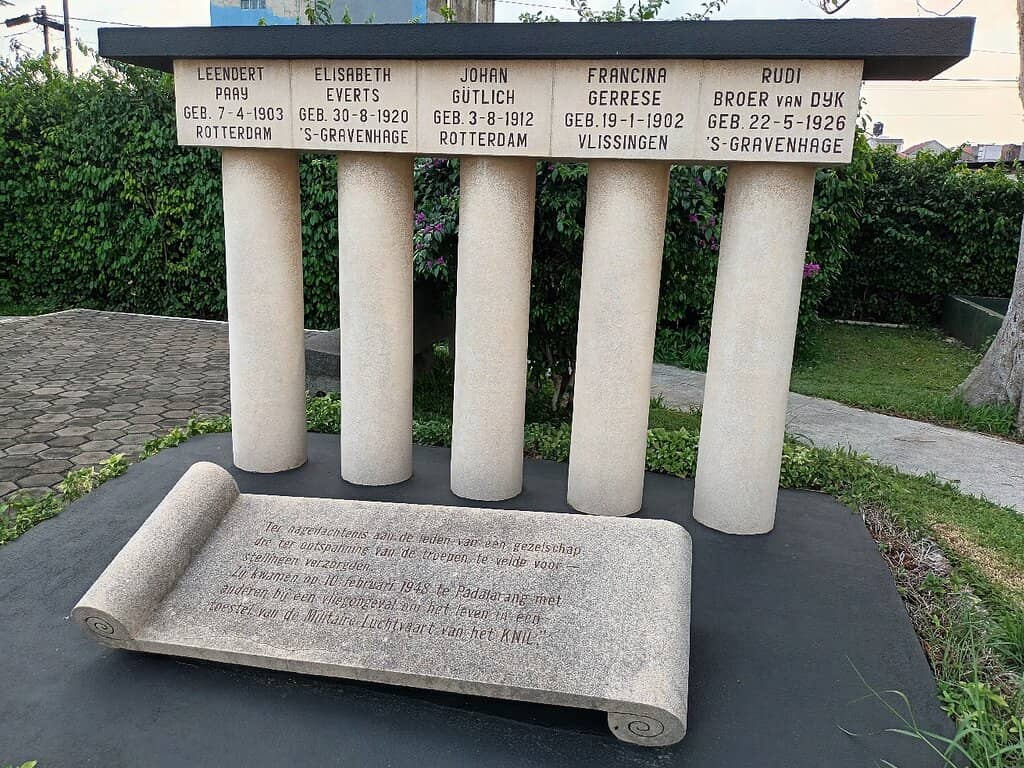 LEENDERT
PAAY
GEB. 7-4-1903
ROTTERDAM
ELISABETH
EVERTS
GEB. 30-8-1920
'S-GRAVENHAGE
JOHAN
GÜTLICH
GEB. 3-8-1912
ROTTERDAM
FRANCINA
GERRESE
GEB. 19-1-1902
VLISSINGEN
RUDI
BROER VAN DYK
GEB. 22-5-1926
'S-GRAVENHAGE
Ter nagedachtenis aan de leden van een gezelschap
die ter ontspanning van de troepen te velde voor—
stellingen verzorgden.
Zij kwamen op 10 februari 1948 te Padalarang met
anderen bij een vliegongeval om het leven in een
toestel van de Militaire Luchtvaart van het KNIL."